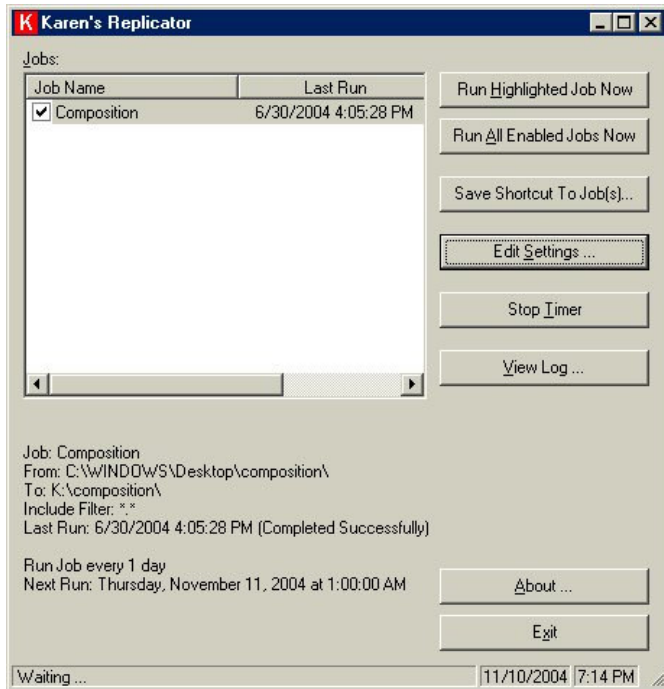 K Karen's Replicator
Jobs:
Job Name Last Run
Composition 6/30/2004 4:05:28 PM
Run Highlighted Job Now
Run All Enabled Jobs Now
Save Shortcut To Job(s)...
Edit Settings ...
Stop Timer
View Log ...
Job: Composition
From: C:\WINDOWS\Desktop\composition\
To: K:\composition\
Include Filter: *.*
Last Run: 6/30/2004 4:05:28 PM (Completed Successfully)
Run Job every 1 day
Next Run: Thursday, November 11, 2004 at 1:00:00 AM
About ...
Exit
Waiting ... 11/10/2004 7:14 PM